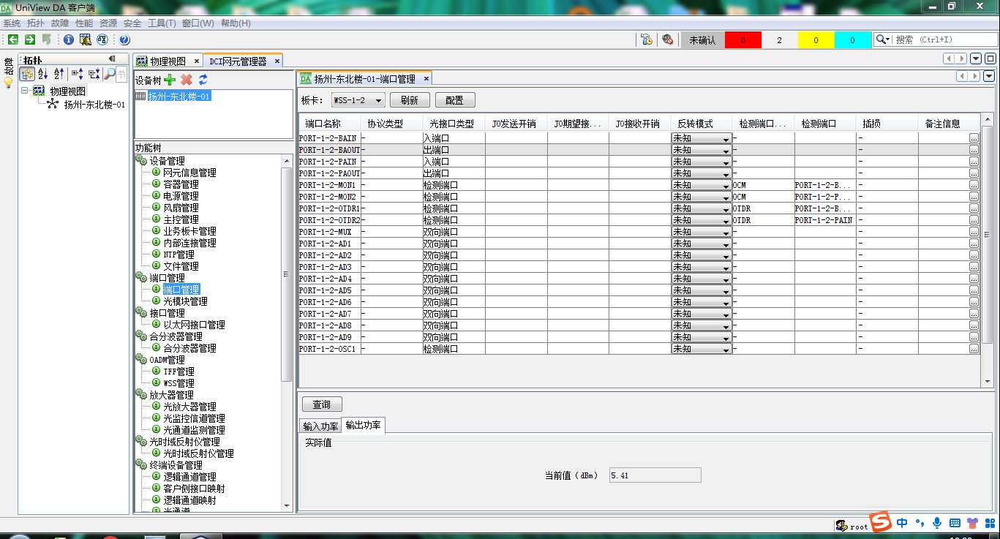 UniView DA 客户端
系统 拓扑 故障 性能 资源 安全 工具(T) 窗口(W) 帮助(H)
未确认 0 2 0 0 搜索 (Ctrl+I)
拓扑
物理视图
扬州-东北楼-01
物理视图 DCI网元管理器
设备树
扬州-东北楼-01
功能树
设备管理
网元信息管理
容器管理
电源管理
风扇管理
主控管理
业务板卡管理
内部连接管理
NTP管理
文件管理
端口管理
端口管理
光模块管理
接口管理
以太网接口管理
合分波器管理
合分波器管理
OADM管理
TFF管理
WSS管理
放大器管理
光放大器管理
光监控信道管理
光通道监测管理
光时域反射仪管理
光时域反射仪管理
终端设备管理
逻辑通道管理
客户侧接口映射
逻辑通道映射
光通道
扬州-东北楼-01-端口管理
板卡： WSS-1-2 刷新 配置
端口名称 协议类型 光接口类型 J0发送开销 J0期望接... J0接收开销 反转模式 检测端口... 检测端口 插损 备注信息
PORT-1-2-BAIN - 入端口 未知 - - ...
PORT-1-2-BAOUT - 出端口 未知 - - ...
PORT-1-2-PAIN - 入端口 未知 - - ...
PORT-1-2-PAOUT - 出端口 未知 - - ...
PORT-1-2-MON1 - 检测端口 未知 OCM PORT-1-2-B... - ...
PORT-1-2-MON2 - 检测端口 未知 OCM PORT-1-2-P... - ...
PORT-1-2-OTDR1 - 检测端口 未知 OTDR PORT-1-2-B... - ...
PORT-1-2-OTDR2 - 检测端口 未知 OTDR PORT-1-2-PAIN - ...
PORT-1-2-MUX - 双向端口 未知 - - ...
PORT-1-2-AD1 - 双向端口 未知 - - ...
PORT-1-2-AD2 - 双向端口 未知 - - ...
PORT-1-2-AD3 - 双向端口 未知 - - ...
PORT-1-2-AD4 - 双向端口 未知 - - ...
PORT-1-2-AD5 - 双向端口 未知 - - ...
PORT-1-2-AD6 - 双向端口 未知 - - ...
PORT-1-2-AD7 - 双向端口 未知 - - ...
PORT-1-2-AD8 - 双向端口 未知 - - ...
PORT-1-2-AD9 - 双向端口 未知 - - ...
PORT-1-2-OSC1 - 检测端口 未知 - - ...
查询
输入功率 输出功率
实际值
当前值（dBm） 5.41
root 中